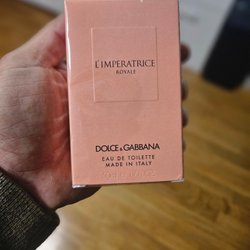 L'IMPERATRICE
ROYALE
DOLCE & GABBANA
EAU DE TOILETTE
MADE IN ITALY